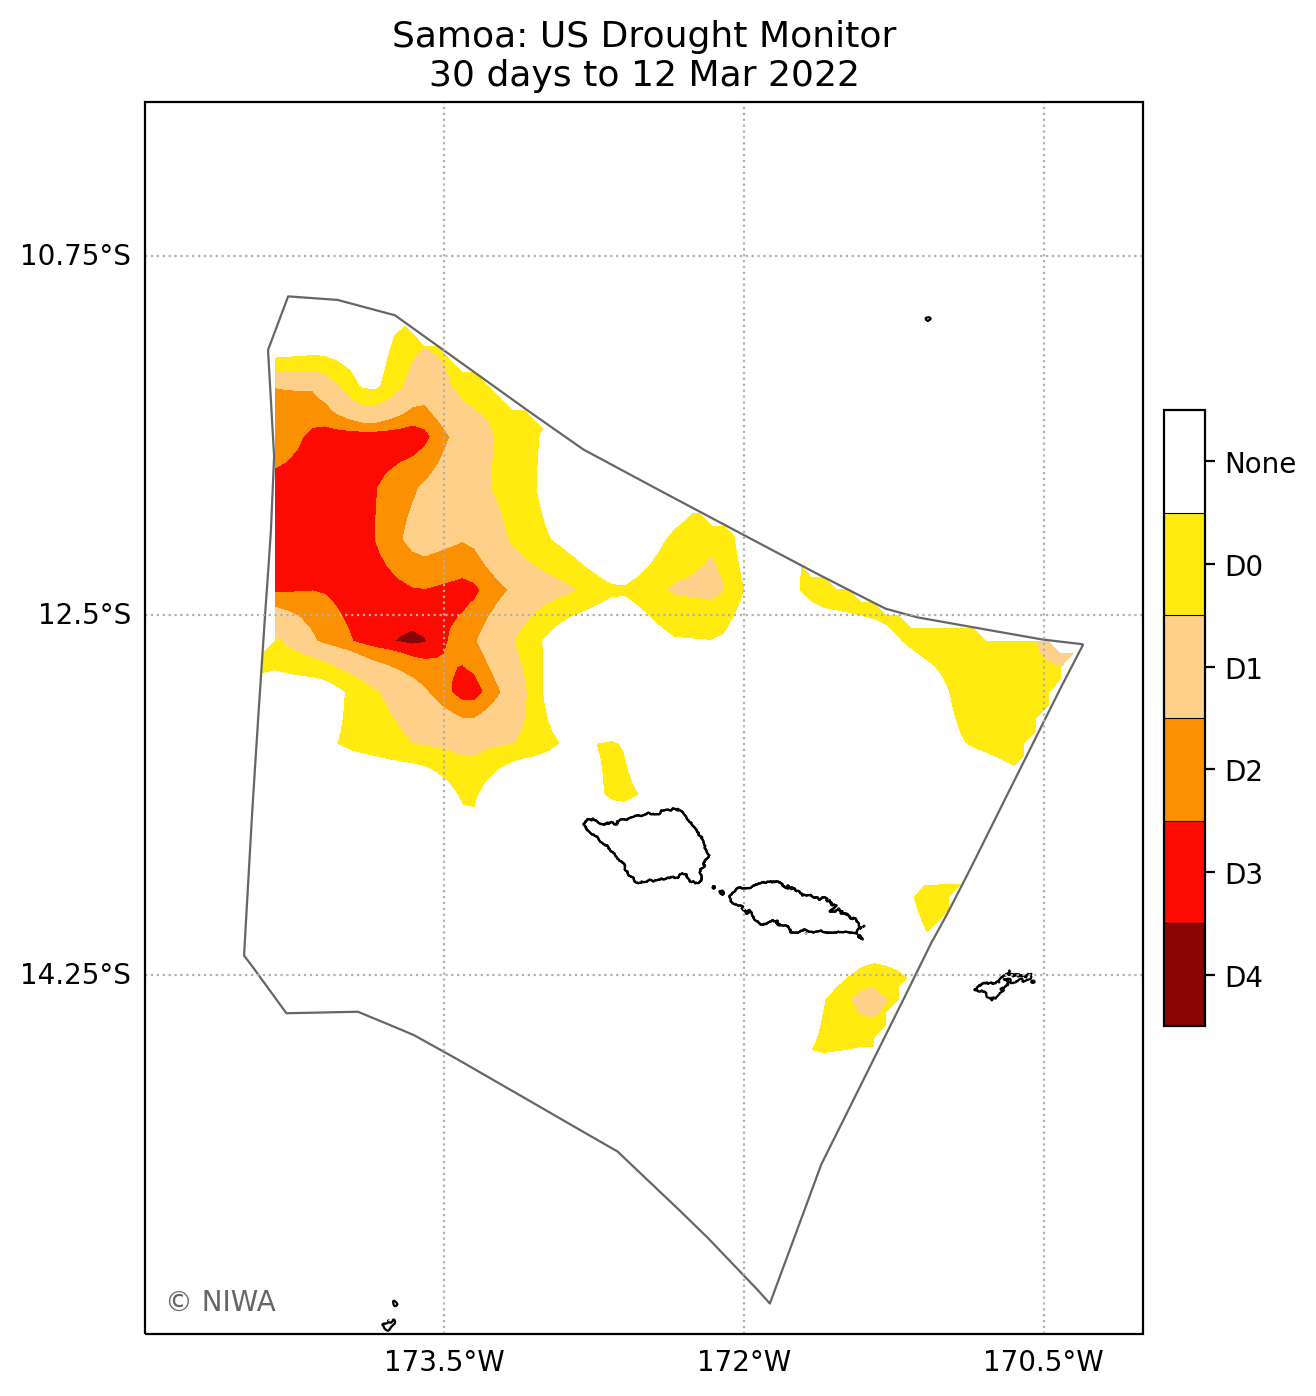 Samoa: US Drought Monitor
30 days to 12 Mar 2022
10.75°S
12.5°S
14.25°S
173.5°W
172°W
170.5°W
None
D0
D1
D2
D3
D4
© NIWA